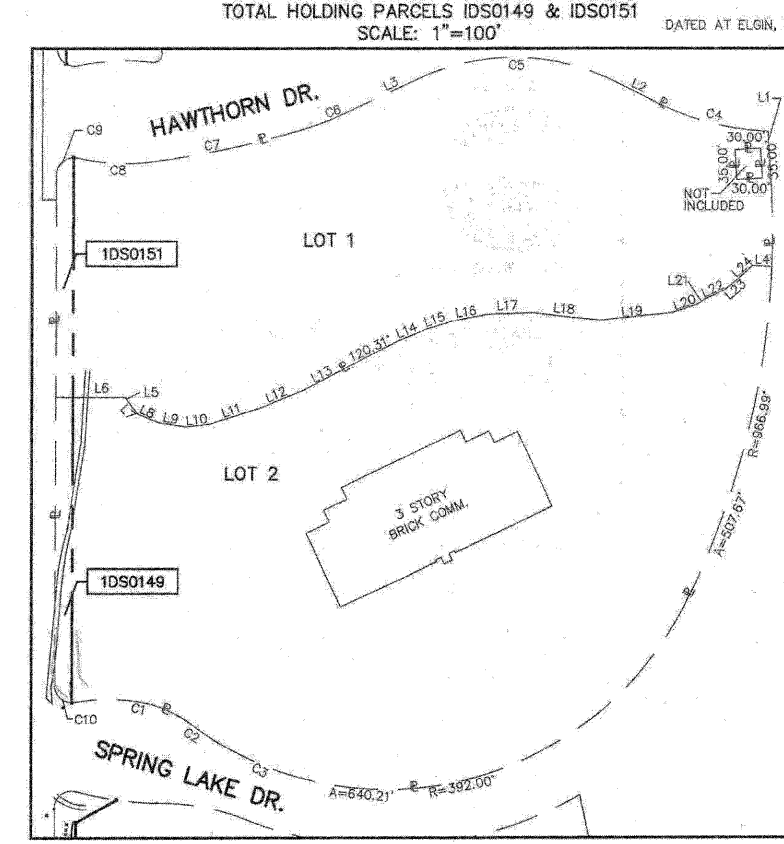 TOTAL HOLDING PARCELS IDS0149 & IDS0151
SCALE: 1"=100'
DATED AT ELGIN,
HAWTHORN DR.
C9
C8
C7
C6
L3
C5
L2
C4
L1
30.00'
35.00'
35.00'
30.00'
NOT
INCLUDED
LOT 1
1DS0151
L4
L24
L23
L22
L21
L20
L19
L18
L17
L16
L15
L14
120.31'
L13
L12
L11
L10
L9
L8
L5
L6
LOT 2
3 STORY
BRICK COMM.
R=966.99'
A=507.67'
1DS0149
C10
C1
C2
C3
SPRING LAKE DR.
A=640.21'
R=392.00'